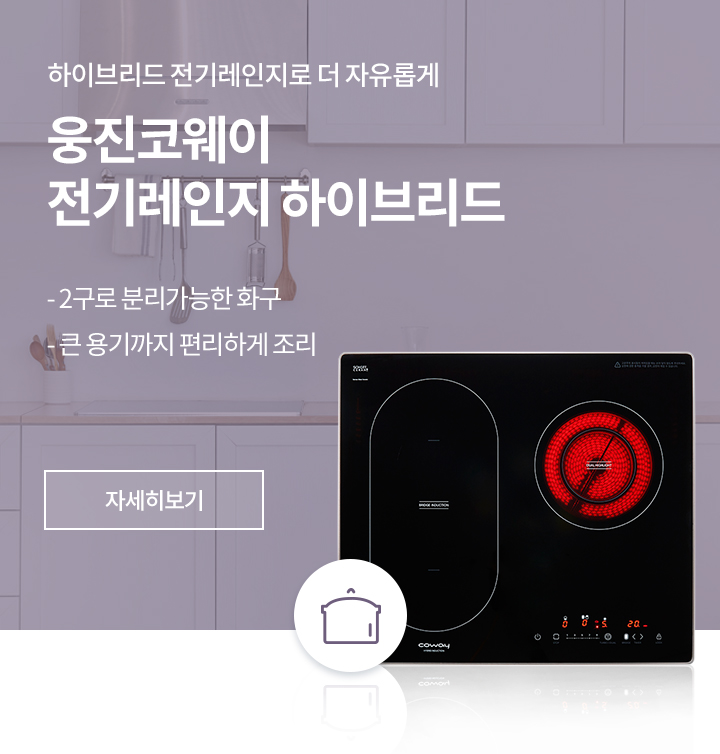 하이브리드 전기레인지로 더 자유롭게
웅진코웨이
전기레인지 하이브리드
- 2구로 분리가능한 화구
- 큰 용기까지 편리하게 조리
자세히보기
DUAL HIGHLIGHT
BRIDGE INDUCTION
coway